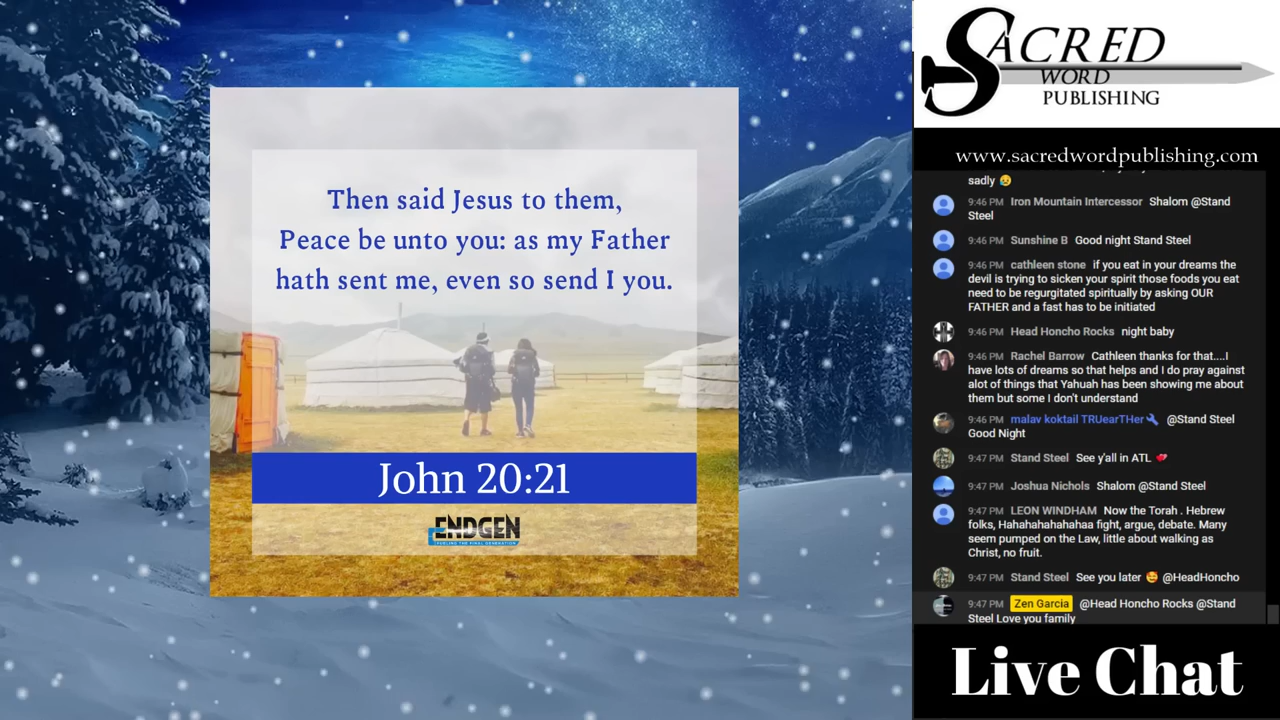 Then said Jesus to them,
Peace be unto you: as my Father
hath sent me, even so send I you.
John 20:21
ENDGEN
FUELING THE FINAL GENERATION
SACRED
WORD
PUBLISHING
www.sacredwordpublishing.com
sadly 😥
9:46 PM Iron Mountain Intercessor Shalom @Stand
Steel
9:46 PM Sunshine B Good night Stand Steel
9:46 PM cathleen stone if you eat in your dreams the
devil is trying to sicken your spirit those foods you eat
need to be regurgitated spiritually by asking OUR
FATHER and a fast has to be initiated
9:46 PM Head Honcho Rocks night baby
9:46 PM Rachel Barrow Cathleen thanks for that....I
have lots of dreams so that helps and I do pray against
alot of things that Yahuah has been showing me about
them but some I don't understand
9:46 PM malav koktail TRUearTHer @Stand Steel
Good Night
9:47 PM Stand Steel See y'all in ATL 💕
9:47 PM Joshua Nichols Shalom @Stand Steel
9:47 PM LEON WINDHAM Now the Torah . Hebrew
folks, Hahahahahahahaa fight, argue, debate. Many
seem pumped on the Law, little about walking as
Christ, no fruit.
9:47 PM Stand Steel See you later 🥰 @HeadHoncho
9:47 PM Zen Garcia @Head Honcho Rocks @Stand
Steel Love you family
Live Chat